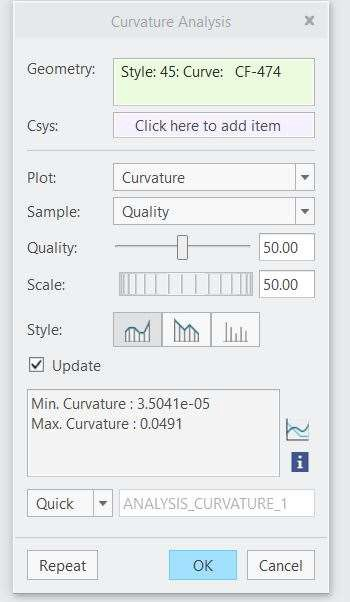 Curvature Analysis
Geometry: Style: 45: Curve: CF-474
Csys: Click here to add item
Plot: Curvature
Sample: Quality
Quality: 50.00
Scale: 50.00
Style:
Update
Min. Curvature : 3.5041e-05
Max. Curvature : 0.0491
Quick ANALYSIS_CURVATURE_1
Repeat OK Cancel